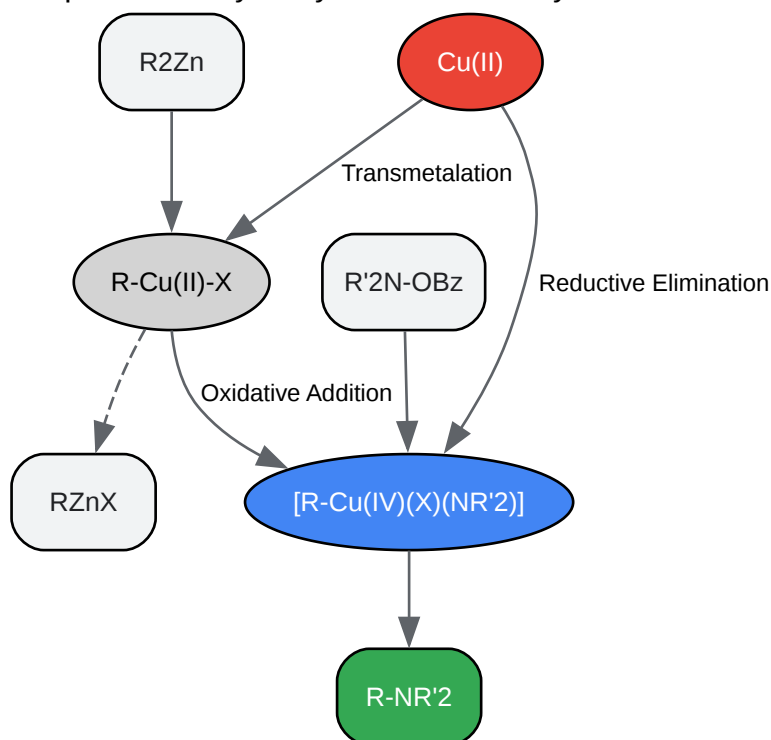 R2Zn
Cu(II)
Transmetalation
R-Cu(II)-X
R'2N-OBz
Reductive Elimination
Oxidative Addition
RZnX
[R-Cu(IV)(X)(NR'2)]
R-NR'2